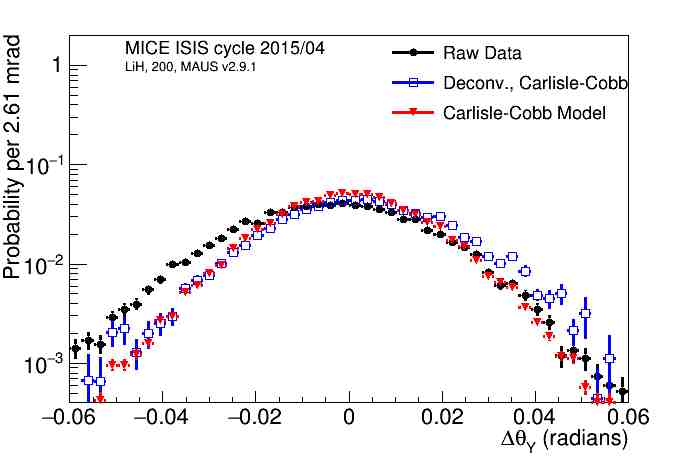 MICE ISIS cycle 2015/04
LiH, 200, MAUS v2.9.1
Raw Data
Deconv., Carlisle-Cobb
Carlisle-Cobb Model
Probability per 2.61 mrad
1
10⁻¹
10⁻²
10⁻³
−0.06 −0.04 −0.02 0 0.02 0.04 0.06
Δθ_Y (radians)